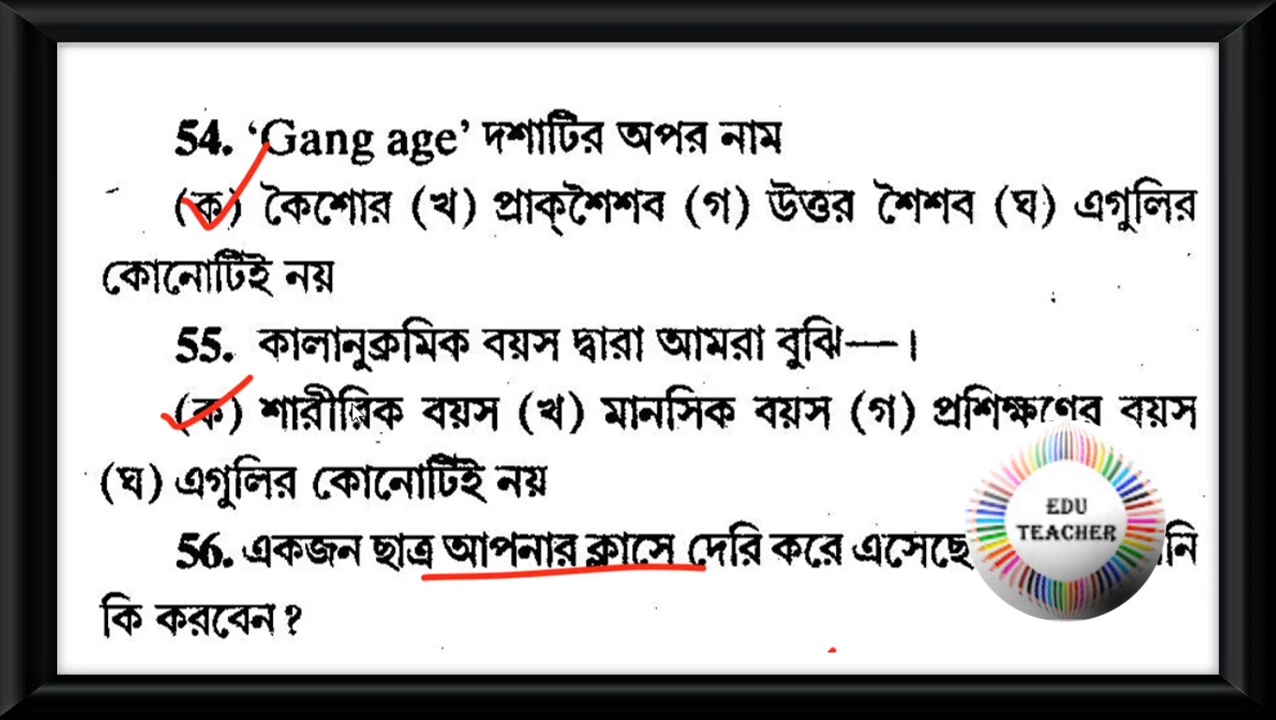 54. ‘Gang age’ দশাটির অপর নাম
(ক) কৈশোর (খ) প্রাক্‌শৈশব (গ) উত্তর শৈশব (ঘ) এগুলির
কোনোটিই নয়
55. কালানুক্রমিক বয়স দ্বারা আমরা বুঝি—।
(ক) শারীরিক বয়স (খ) মানসিক বয়স (গ) প্রশিক্ষণের বয়স
(ঘ) এগুলির কোনোটিই নয়
56. একজন ছাত্র আপনার ক্লাসে দেরি করে এসেছে
কি করবেন?
EDU
TEACHER